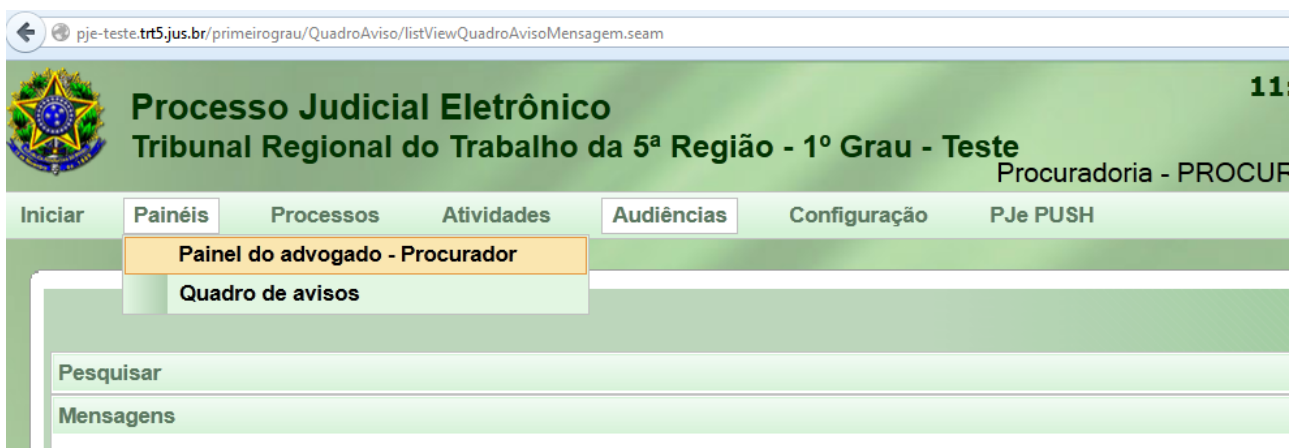 pje-teste.trt5.jus.br/primeirograu/QuadroAviso/listViewQuadroAvisoMensagem.seam
11:
Processo Judicial Eletrônico
Tribunal Regional do Trabalho da 5ª Região - 1º Grau - Teste
Procuradoria - PROCUR
Iniciar Painéis Processos Atividades Audiências Configuração PJe PUSH
Painel do advogado - Procurador
Quadro de avisos
Pesquisar
Mensagens